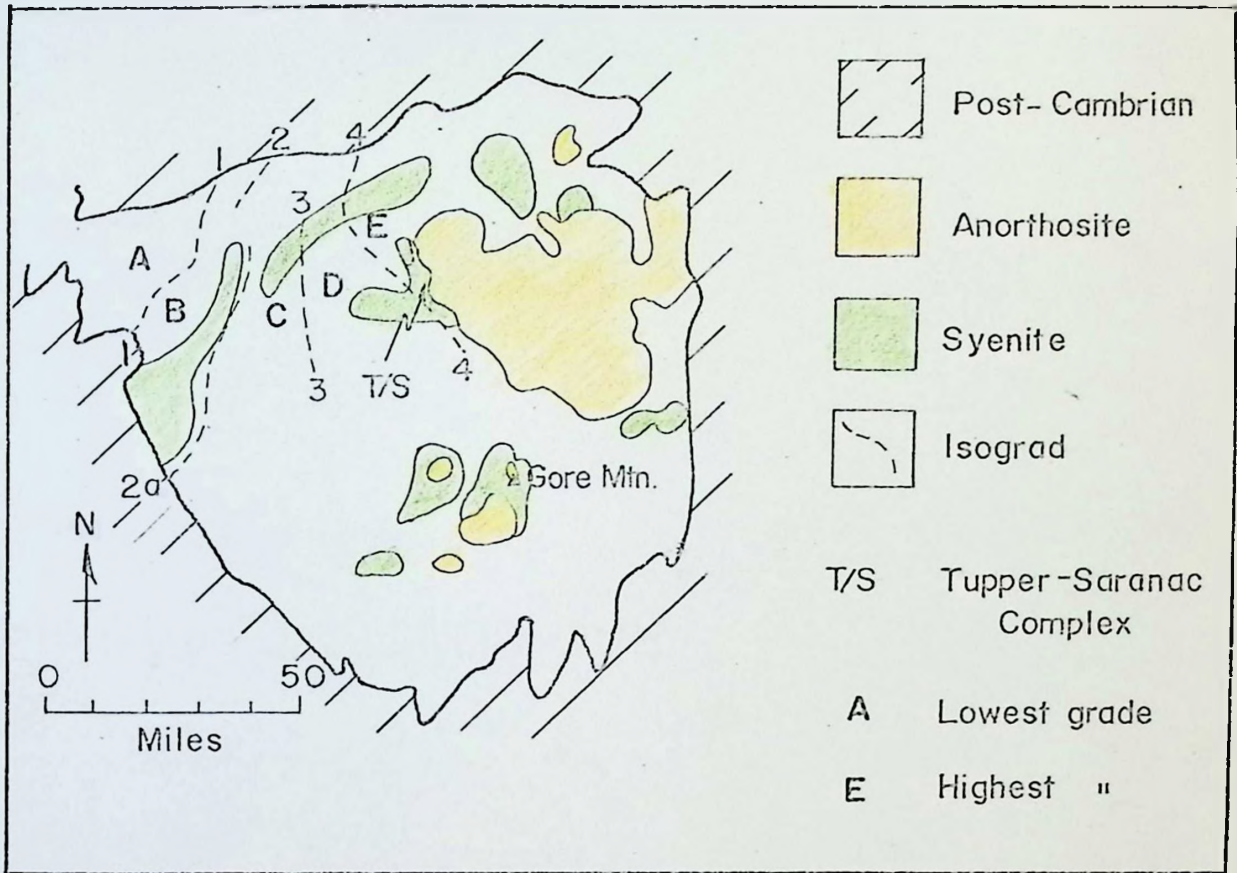 1
2
4
3
A
E
B
C
D
1
3
T/S
4
2a
Gore Mtn.
N
0 50
Miles
Post-Cambrian
Anorthosite
Syenite
Isograd
T/S Tupper-Saranac
Complex
A Lowest grade
E Highest "